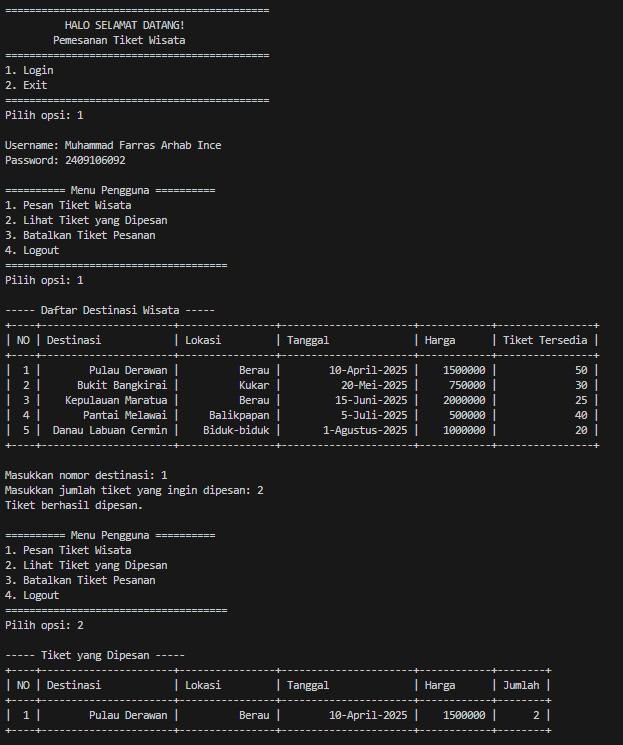 ============================================
HALO SELAMAT DATANG!
Pemesanan Tiket Wisata
============================================
1. Login
2. Exit
============================================
Pilih opsi: 1
Username: Muhammad Farras Arhab Ince
Password: 2409106092
========== Menu Pengguna ==========
1. Pesan Tiket Wisata
2. Lihat Tiket yang Dipesan
3. Batalkan Tiket Pesanan
4. Logout
=====================================
Pilih opsi: 1
----- Daftar Destinasi Wisata -----
+----+----------------------+----------------+----------------------+------------+----------------+
| NO | Destinasi | Lokasi | Tanggal | Harga | Tiket Tersedia |
+----+----------------------+----------------+----------------------+------------+----------------+
| 1 | Pulau Derawan | Berau | 10-April-2025 | 1500000 | 50 |
| 2 | Bukit Bangkirai | Kukar | 20-Mei-2025 | 750000 | 30 |
| 3 | Kepulauan Maratua | Berau | 15-Juni-2025 | 2000000 | 25 |
| 4 | Pantai Melawai | Balikpapan | 5-Juli-2025 | 500000 | 40 |
| 5 | Danau Labuan Cermin | Biduk-biduk | 1-Agustus-2025 | 1000000 | 20 |
+----+----------------------+----------------+----------------------+------------+----------------+
Masukkan nomor destinasi: 1
Masukkan jumlah tiket yang ingin dipesan: 2
Tiket berhasil dipesan.
========== Menu Pengguna ==========
1. Pesan Tiket Wisata
2. Lihat Tiket yang Dipesan
3. Batalkan Tiket Pesanan
4. Logout
=====================================
Pilih opsi: 2
----- Tiket yang Dipesan -----
+----+----------------------+----------------+----------------------+------------+--------+
| NO | Destinasi | Lokasi | Tanggal | Harga | Jumlah |
+----+----------------------+----------------+----------------------+------------+--------+
| 1 | Pulau Derawan | Berau | 10-April-2025 | 1500000 | 2 |
+----+----------------------+----------------+----------------------+------------+--------+